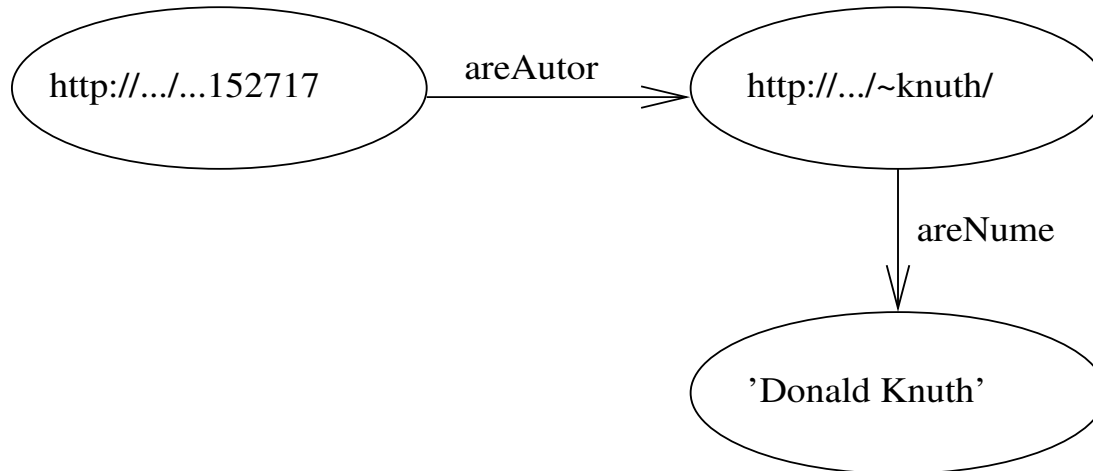 http://.../...152717
areAutor
http://.../~knuth/
areNume
’Donald Knuth’